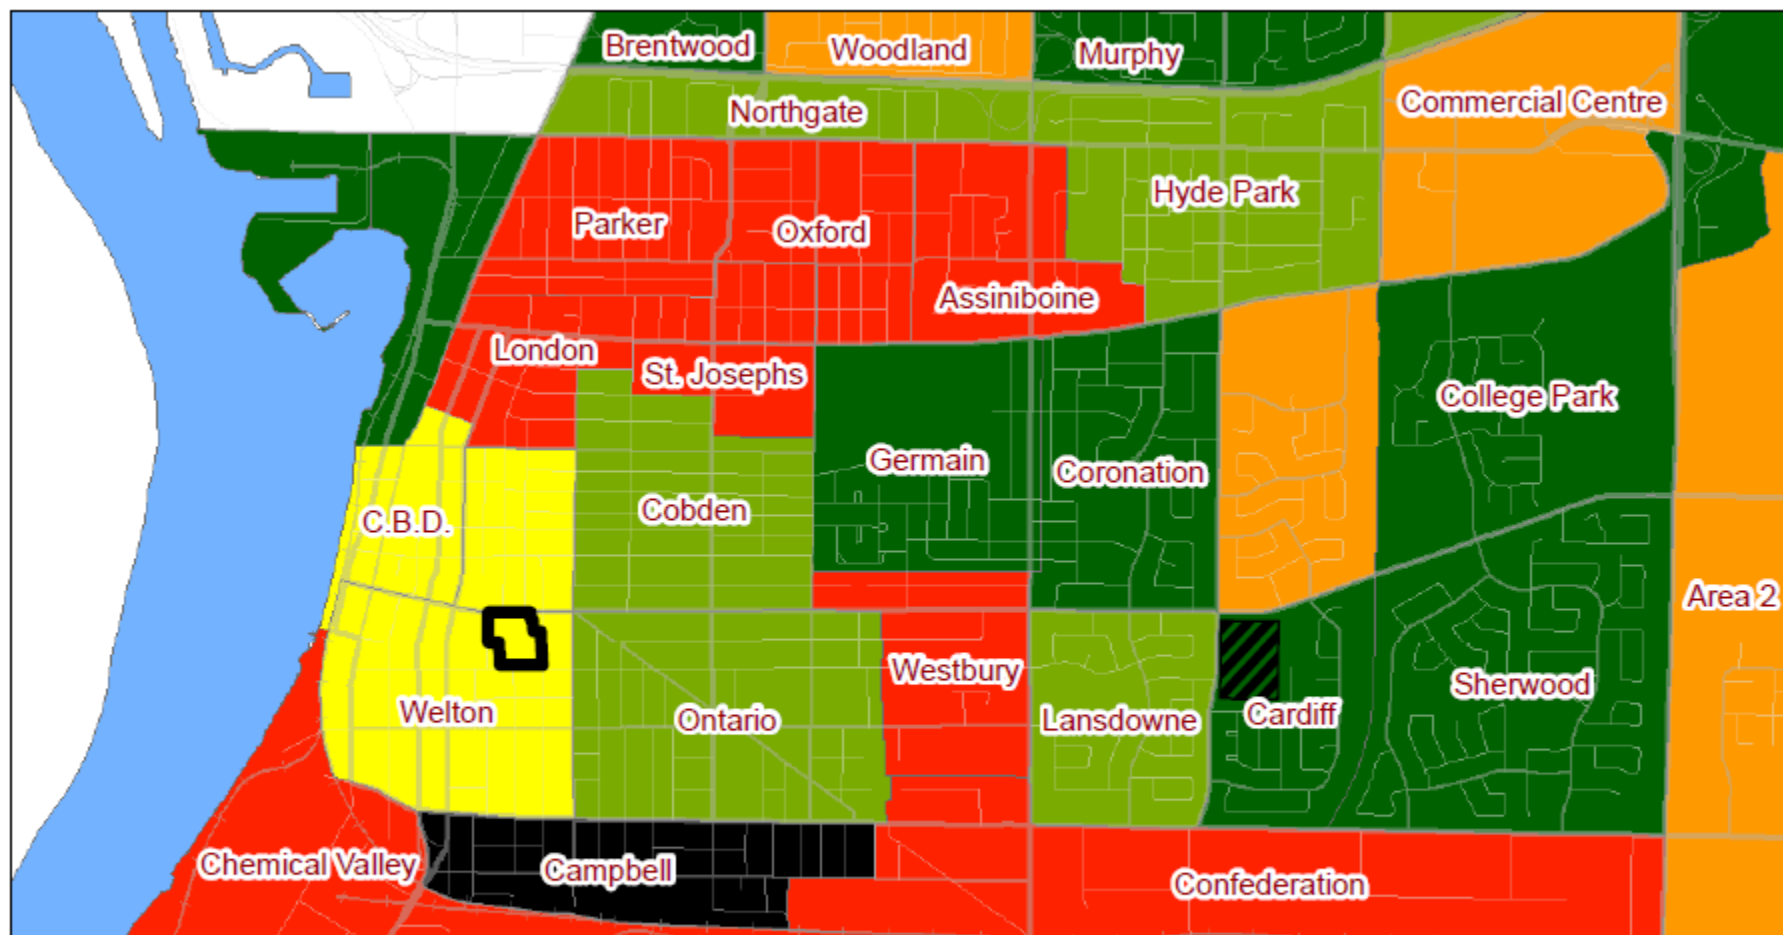 Brentwood
Woodland
Murphy
Northgate
Commercial Centre
Hyde Park
Parker
Oxford
Assiniboine
London
St. Josephs
College Park
Germain
Coronation
Cobden
C.B.D.
Area 2
Westbury
Sherwood
Welton
Ontario
Lansdowne
Cardiff
Chemical Valley
Campbell
Confederation